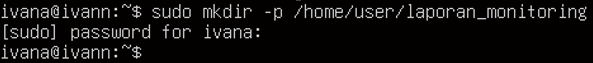 ivana@ivann:~$ sudo mkdir -p /home/user/laporan_monitoring
[sudo] password for ivana:
ivana@ivann:~$